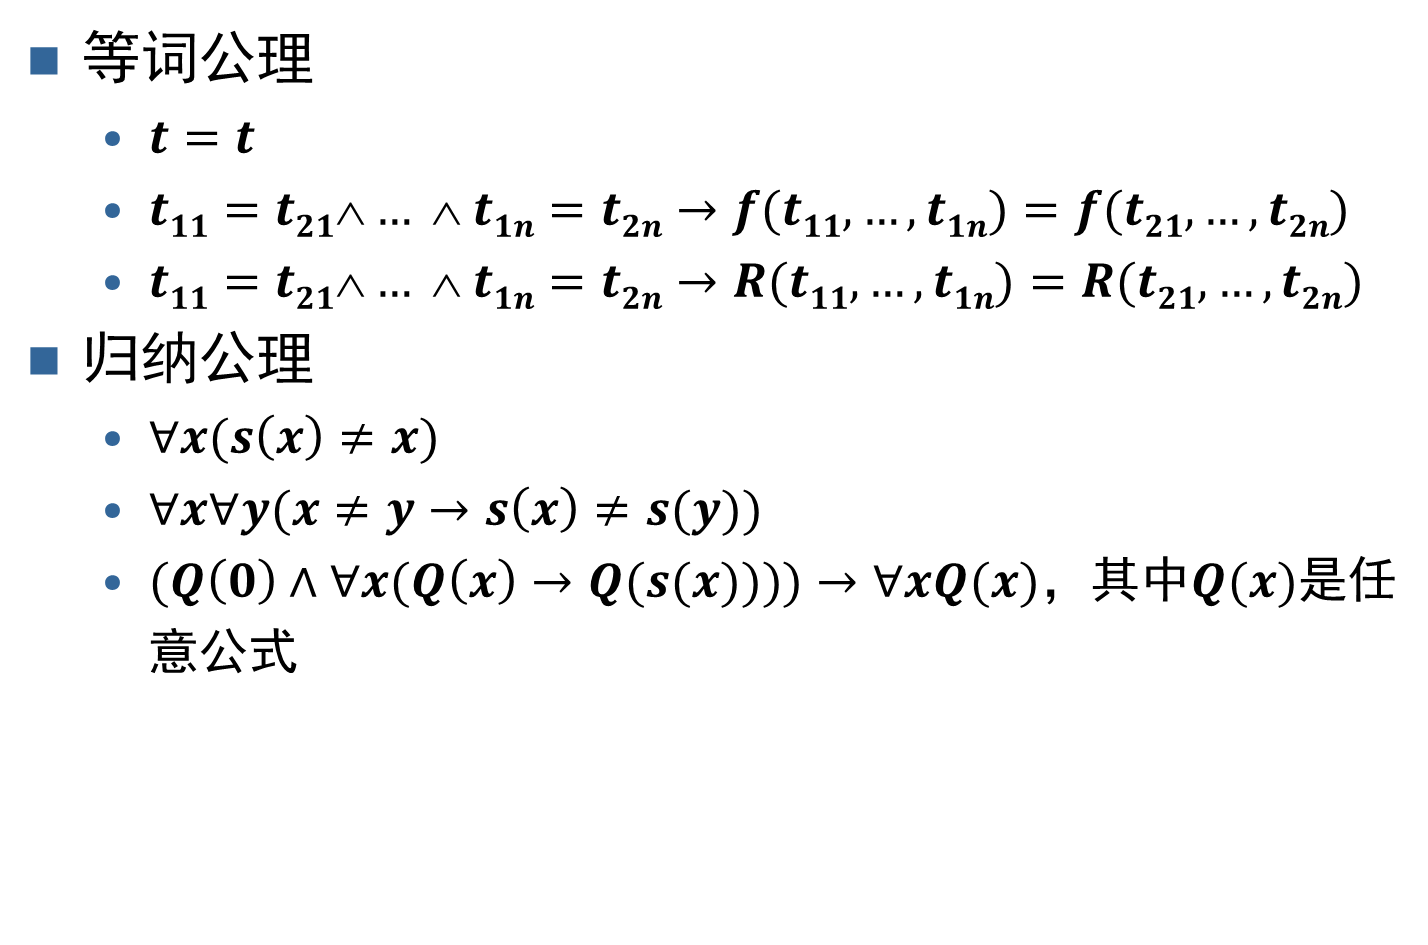 等词公理
t = t
t₁₁ = t₂₁∧ … ∧ t₁ₙ = t₂ₙ → f(t₁₁, … , t₁ₙ) = f(t₂₁, … , t₂ₙ)
t₁₁ = t₂₁∧ … ∧ t₁ₙ = t₂ₙ → R(t₁₁, … , t₁ₙ) = R(t₂₁, … , t₂ₙ)
归纳公理
∀x(s(x) ≠ x)
∀x∀y(x ≠ y → s(x) ≠ s(y))
(Q(0) ∧ ∀x(Q(x) → Q(s(x)))) → ∀xQ(x)，其中Q(x)是任
意公式